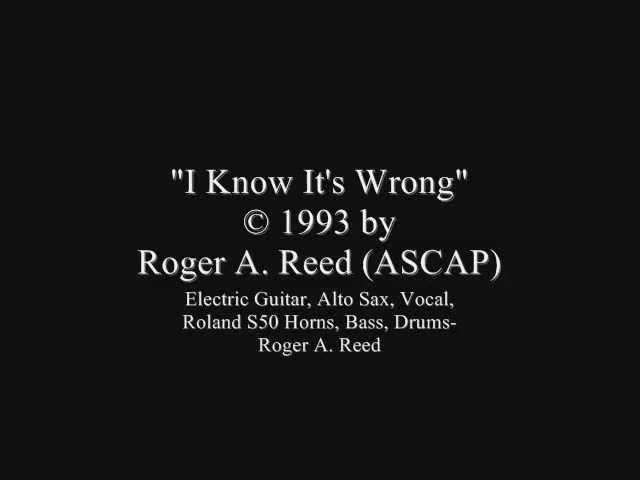 "I Know It's Wrong"
© 1993 by
Roger A. Reed (ASCAP)
Electric Guitar, Alto Sax, Vocal,
Roland S50 Horns, Bass, Drums-
Roger A. Reed